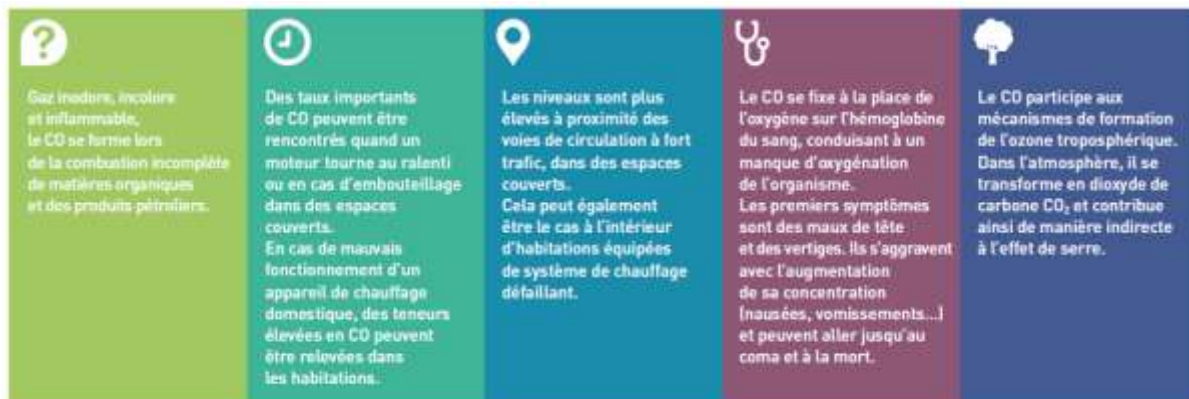 Gaz inodore, incolore
et inflammable,
le CO se forme lors
de la combustion incomplète
de matières organiques
et des produits pétroliers.
Des taux importants
de CO peuvent être
rencontrés quand un
moteur tourne au ralenti
ou en cas d'embouteillage
dans des espaces
couverts.
En cas de mauvais
fonctionnement d'un
appareil de chauffage
domestique, des teneurs
élevées en CO peuvent
être relevées dans
les habitations.
Les niveaux sont plus
élevés à proximité des
voies de circulation à fort
trafic, dans des espaces
couverts.
Cela peut également
être le cas à l'intérieur
d'habitations équipées
de système de chauffage
défaillant.
Le CO se fixe à la place de
l'oxygène sur l'hémoglobine
du sang, conduisant à un
manque d'oxygénation
de l'organisme.
Les premiers symptômes
sont des maux de tête
et des vertiges. Ils s'aggravent
avec l'augmentation
de sa concentration
(nausées, vomissements...)
et peuvent aller jusqu'au
coma et à la mort.
Le CO participe aux
mécanismes de formation
de l'ozone troposphérique.
Dans l'atmosphère, il se
transforme en dioxyde de
carbone CO₂ et contribue
ainsi de manière indirecte
à l'effet de serre.